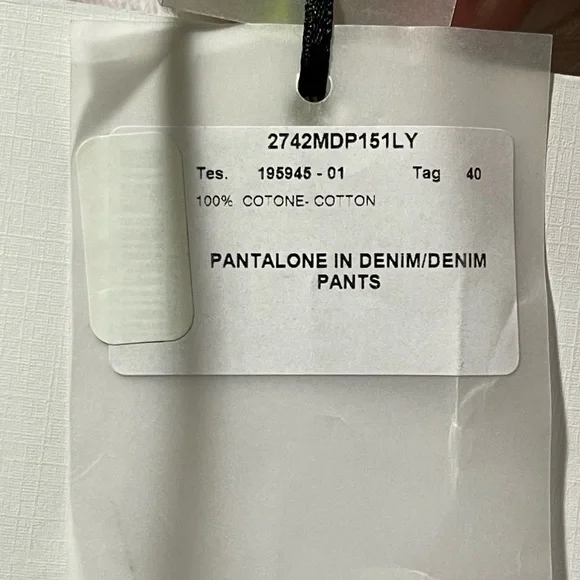 2742MDP151LY
Tes. 195945 - 01 Tag 40
100% COTONE- COTTON
PANTALONE IN DENIM/DENIM
PANTS